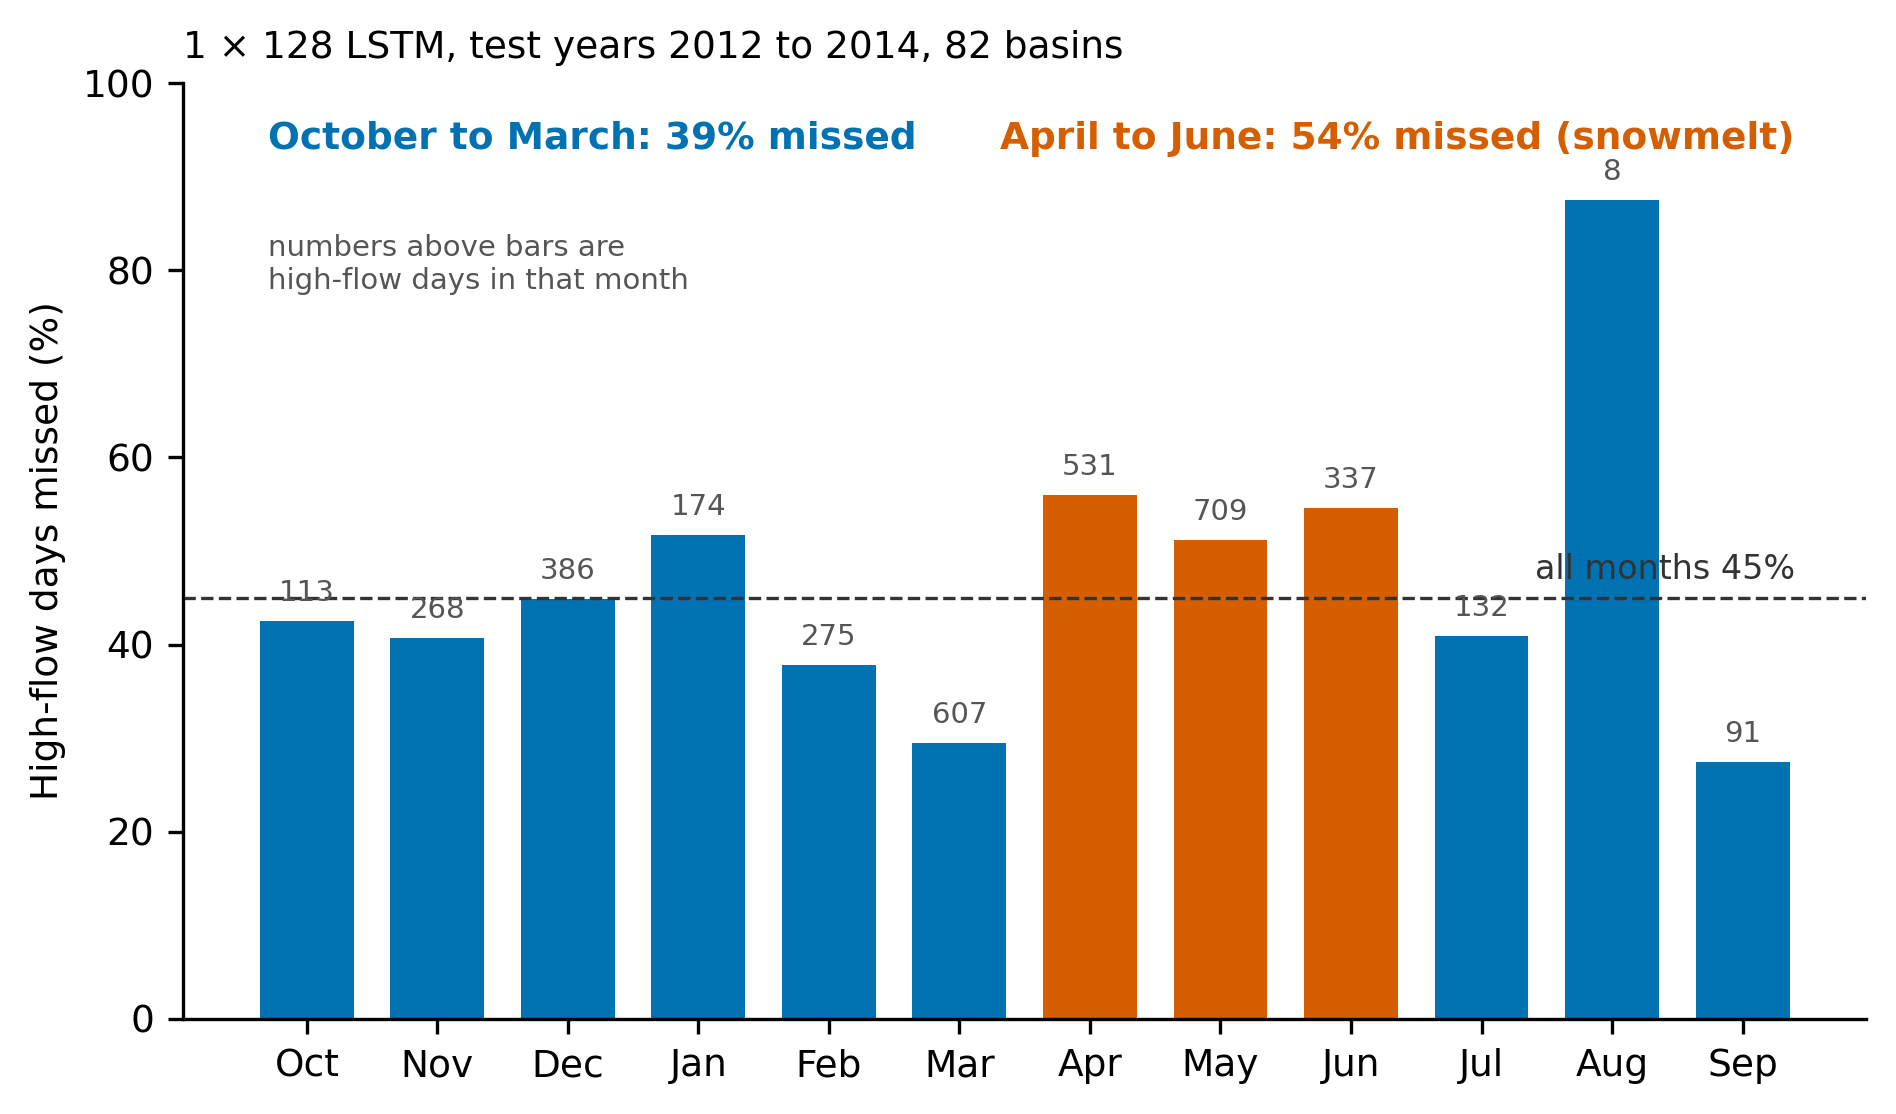 1 × 128 LSTM, test years 2012 to 2014, 82 basins
High-flow days missed (%)
100
80
60
40
20
0
October to March: 39% missed
April to June: 54% missed (snowmelt)
numbers above bars are
high-flow days in that month
113
268
386
174
275
607
531
709
337
132
8
91
all months 45%
Oct
Nov
Dec
Jan
Feb
Mar
Apr
May
Jun
Jul
Aug
Sep